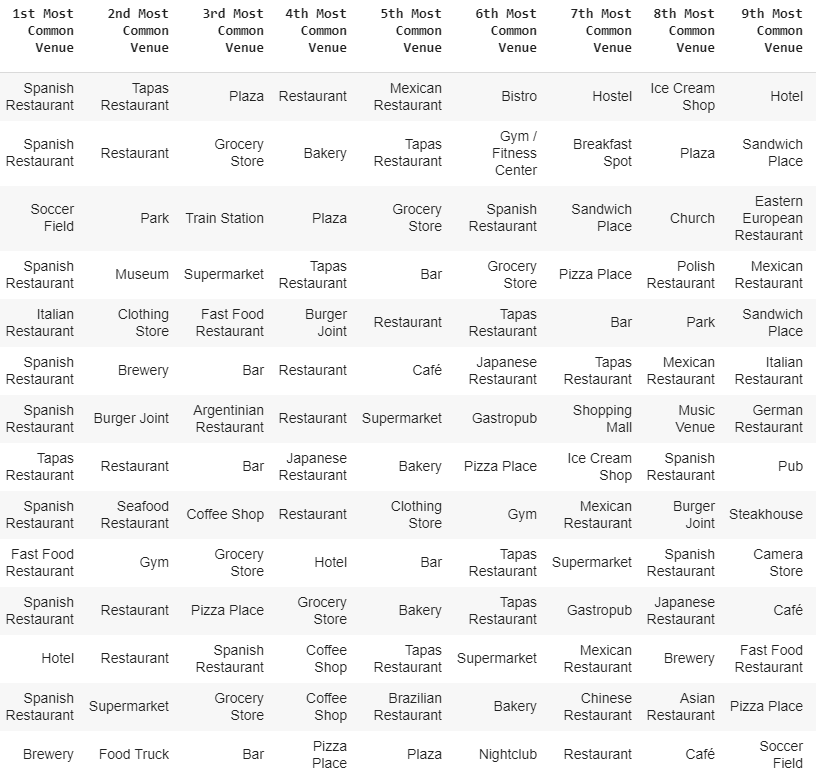 1st Most Common Venue 2nd Most Common Venue 3rd Most Common Venue 4th Most Common Venue 5th Most Common Venue 6th Most Common Venue 7th Most Common Venue 8th Most Common Venue 9th Most Common Venue
Spanish Restaurant Tapas Restaurant Plaza Restaurant Mexican Restaurant Bistro Hostel Ice Cream Shop Hotel
Spanish Restaurant Restaurant Grocery Store Bakery Tapas Restaurant Gym / Fitness Center Breakfast Spot Plaza Sandwich Place
Soccer Field Park Train Station Plaza Grocery Store Spanish Restaurant Sandwich Place Church Eastern European Restaurant
Spanish Restaurant Museum Supermarket Tapas Restaurant Bar Grocery Store Pizza Place Polish Restaurant Mexican Restaurant
Italian Restaurant Clothing Store Fast Food Restaurant Burger Joint Restaurant Tapas Restaurant Bar Park Sandwich Place
Spanish Restaurant Brewery Bar Restaurant Café Japanese Restaurant Tapas Restaurant Mexican Restaurant Italian Restaurant
Spanish Restaurant Burger Joint Argentinian Restaurant Restaurant Supermarket Gastropub Shopping Mall Music Venue German Restaurant
Tapas Restaurant Restaurant Bar Japanese Restaurant Bakery Pizza Place Ice Cream Shop Spanish Restaurant Pub
Spanish Restaurant Seafood Restaurant Coffee Shop Restaurant Clothing Store Gym Mexican Restaurant Burger Joint Steakhouse
Fast Food Restaurant Gym Grocery Store Hotel Bar Tapas Restaurant Supermarket Spanish Restaurant Camera Store
Spanish Restaurant Restaurant Pizza Place Grocery Store Bakery Tapas Restaurant Gastropub Japanese Restaurant Café
Hotel Restaurant Spanish Restaurant Coffee Shop Tapas Restaurant Supermarket Mexican Restaurant Brewery Fast Food Restaurant
Spanish Restaurant Supermarket Grocery Store Coffee Shop Brazilian Restaurant Bakery Chinese Restaurant Asian Restaurant Pizza Place
Brewery Food Truck Bar Pizza Place Plaza Nightclub Restaurant Café Soccer Field